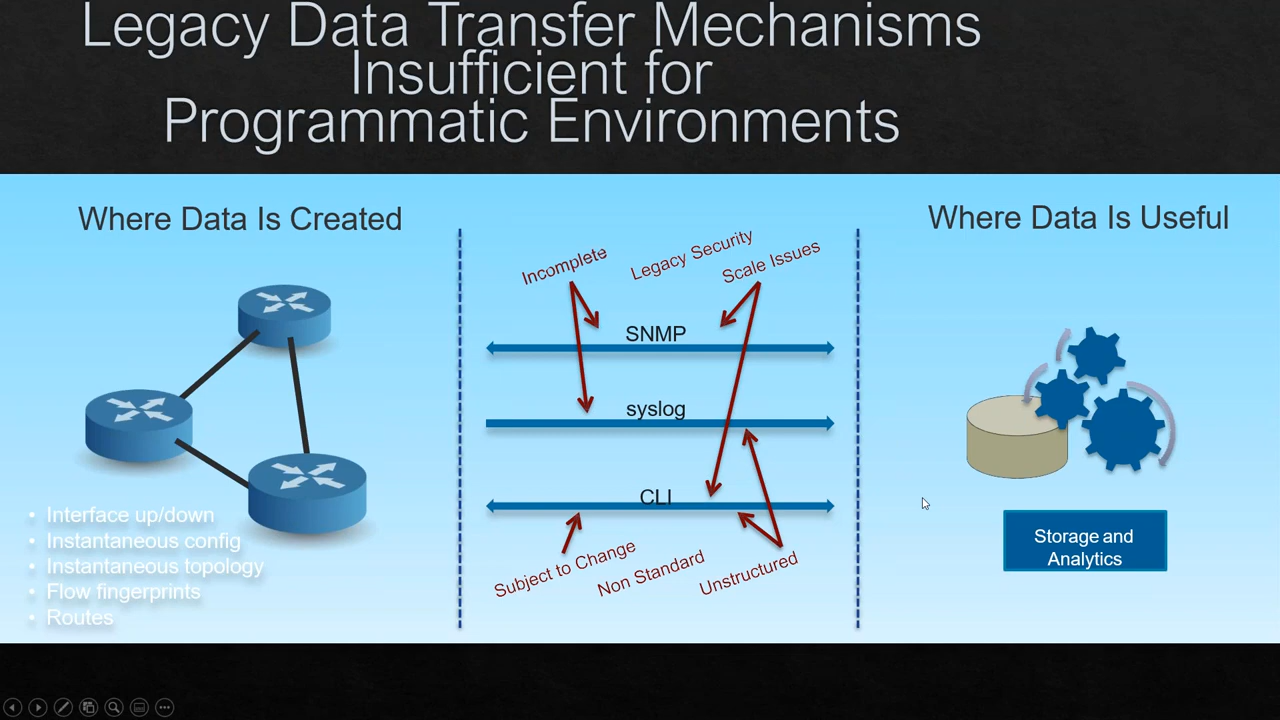 Legacy Data Transfer Mechanisms
Insufficient for
Programmatic Environments
Where Data Is Created
• Interface up/down
• Instantaneous config
• Instantaneous topology
• Flow fingerprints
• Routes
Incomplete
Legacy Security
Scale Issues
SNMP
syslog
CLI
Subject to Change
Non Standard
Unstructured
Where Data Is Useful
Storage and
Analytics